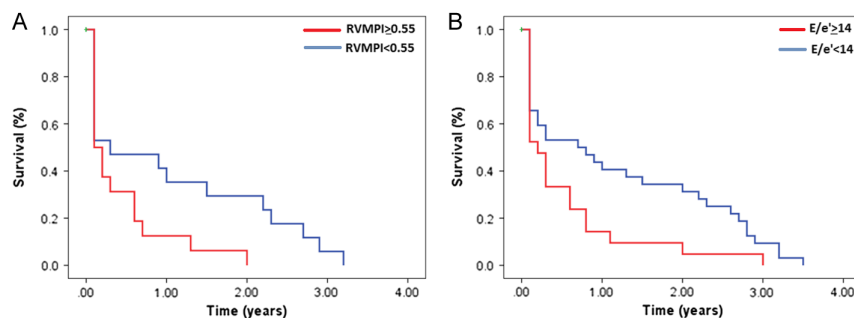 A
RVMPI≥0.55
RVMPI<0.55
Survival (%)
1.0
0.8
0.6
0.4
0.2
0.0
.00 1.00 2.00 3.00 4.00
Time (years)
B
E/e'≥14
E/e'<14
Survival (%)
1.0
0.8
0.6
0.4
0.2
0.0
.00 1.00 2.00 3.00 4.00
Time (years)